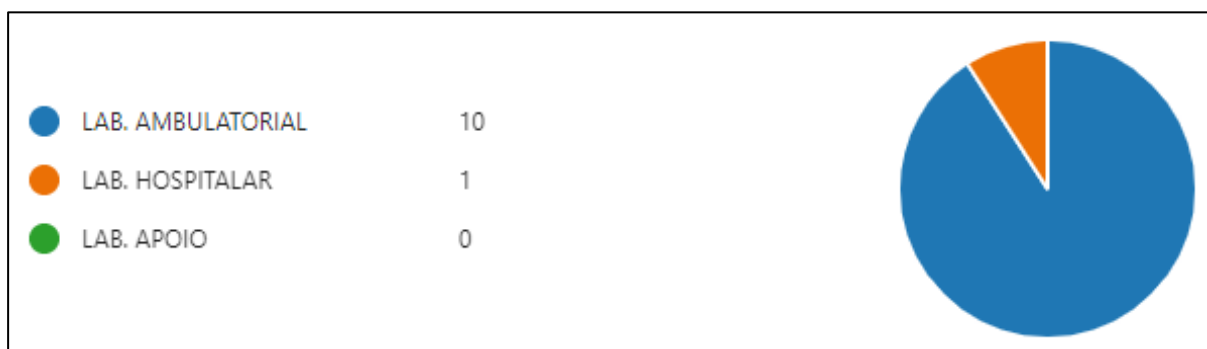 LAB. AMBULATORIAL 10
LAB. HOSPITALAR 1
LAB. APOIO 0